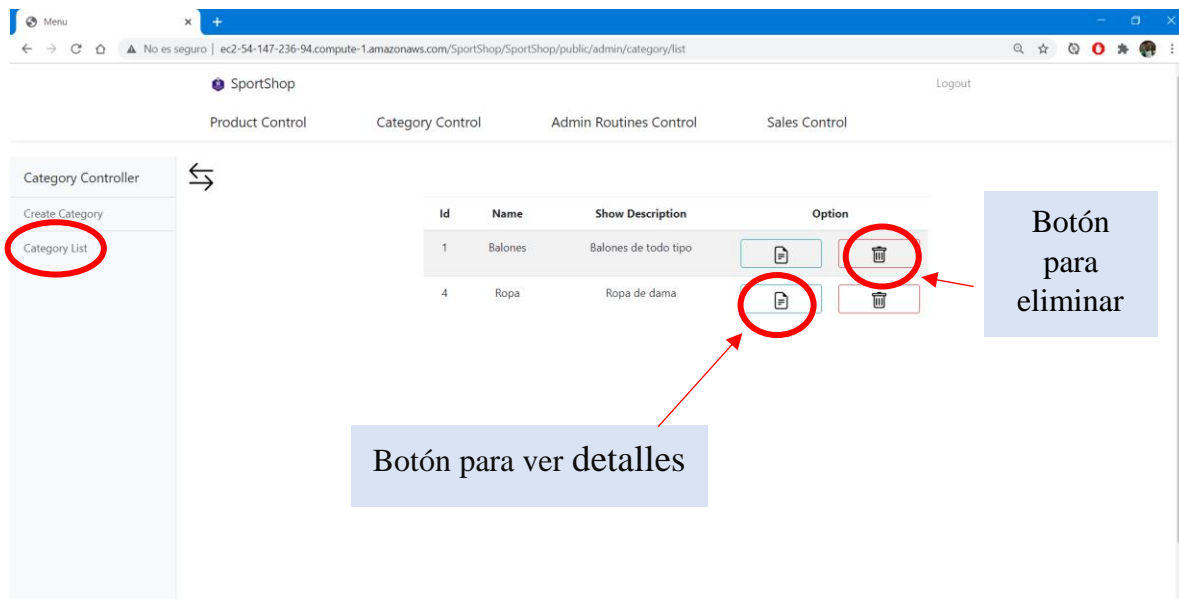 Menu
No es seguro | ec2-54-147-236-94.compute-1.amazonaws.com/SportShop/SportShop/public/admin/category/list
SportShop
Logout
Product Control Category Control Admin Routines Control Sales Control
Category Controller
Create Category
Category List
Id Name Show Description Option
1 Balones Balones de todo tipo
4 Ropa Ropa de dama
Botón
para
eliminar
Botón para ver detalles